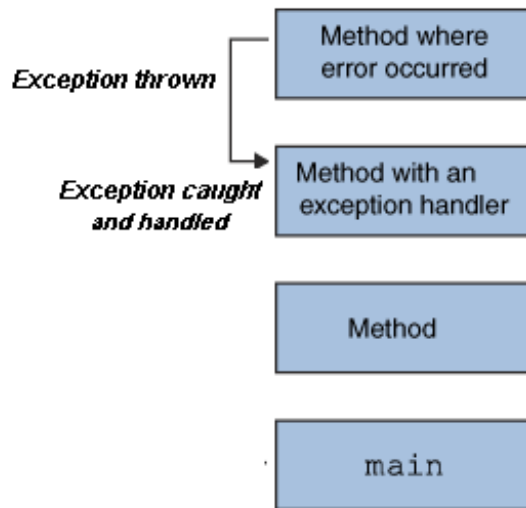 Method where
error occurred
Exception thrown
Method with an
exception handler
Exception caught
and handled
Method
main